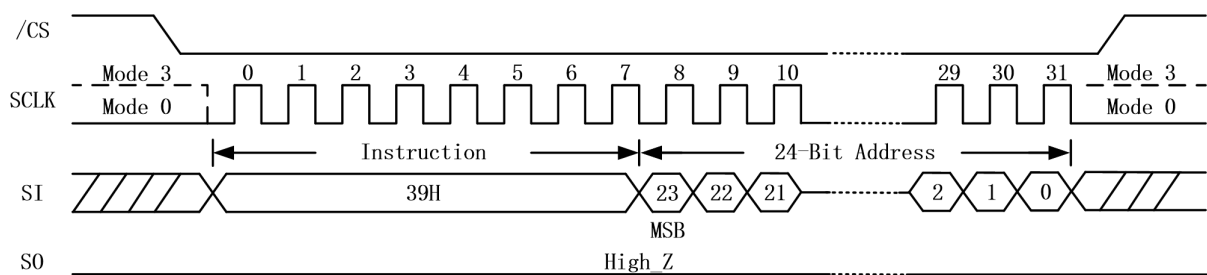 /CS
Mode 3 0 1 2 3 4 5 6 7 8 9 10 29 30 31 Mode 3
SCLK
Mode 0 Mode 0
Instruction 24-Bit Address
SI 39H 23 22 21 2 1 0
MSB
SO High_Z